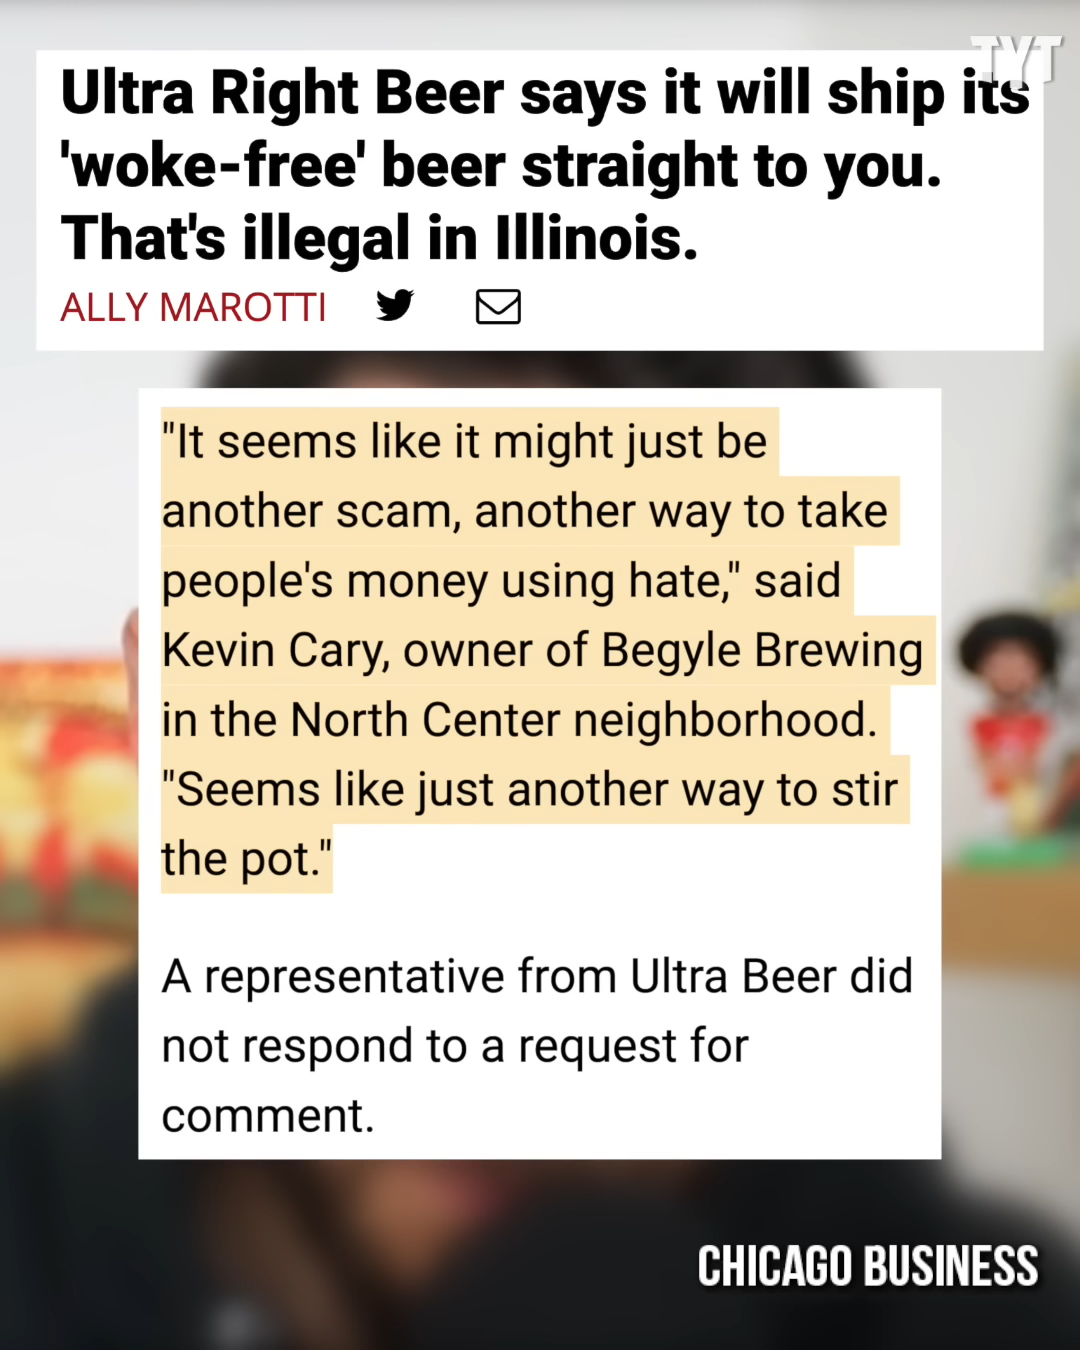 TYT
Ultra Right Beer says it will ship its
'woke-free' beer straight to you.
That's illegal in Illinois.
ALLY MAROTTI
"It seems like it might just be
another scam, another way to take
people's money using hate," said
Kevin Cary, owner of Begyle Brewing
in the North Center neighborhood.
"Seems like just another way to stir
the pot."
A representative from Ultra Beer did
not respond to a request for
comment.
CHICAGO BUSINESS